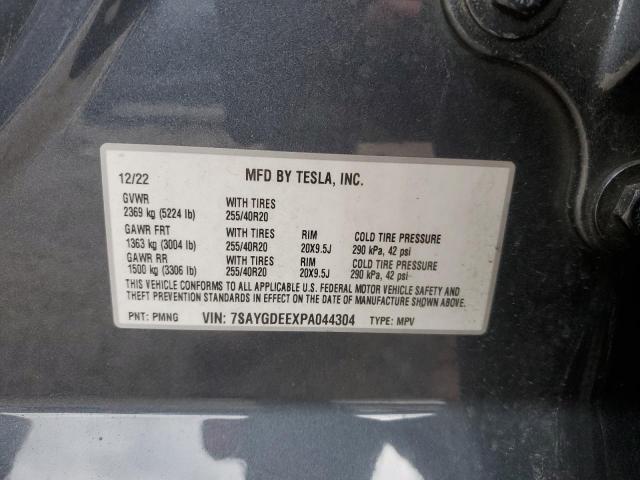 12/22 MFD BY TESLA, INC.
GVWR WITH TIRES
2369 kg (5224 lb) 255/40R20
GAWR FRT WITH TIRES RIM COLD TIRE PRESSURE
1363 kg (3004 lb) 255/40R20 20X9.5J 290 kPa, 42 psi
GAWR RR WITH TIRES RIM COLD TIRE PRESSURE
1500 kg (3306 lb) 255/40R20 20X9.5J 290 kPa, 42 psi
THIS VEHICLE CONFORMS TO ALL APPLICABLE U.S. FEDERAL MOTOR VEHICLE SAFETY AND
THEFT PREVENTION STANDARDS IN EFFECT ON THE DATE OF MANUFACTURE SHOWN ABOVE.
PNT: PMNG VIN: 7SAYGDEEXPA044304 TYPE: MPV